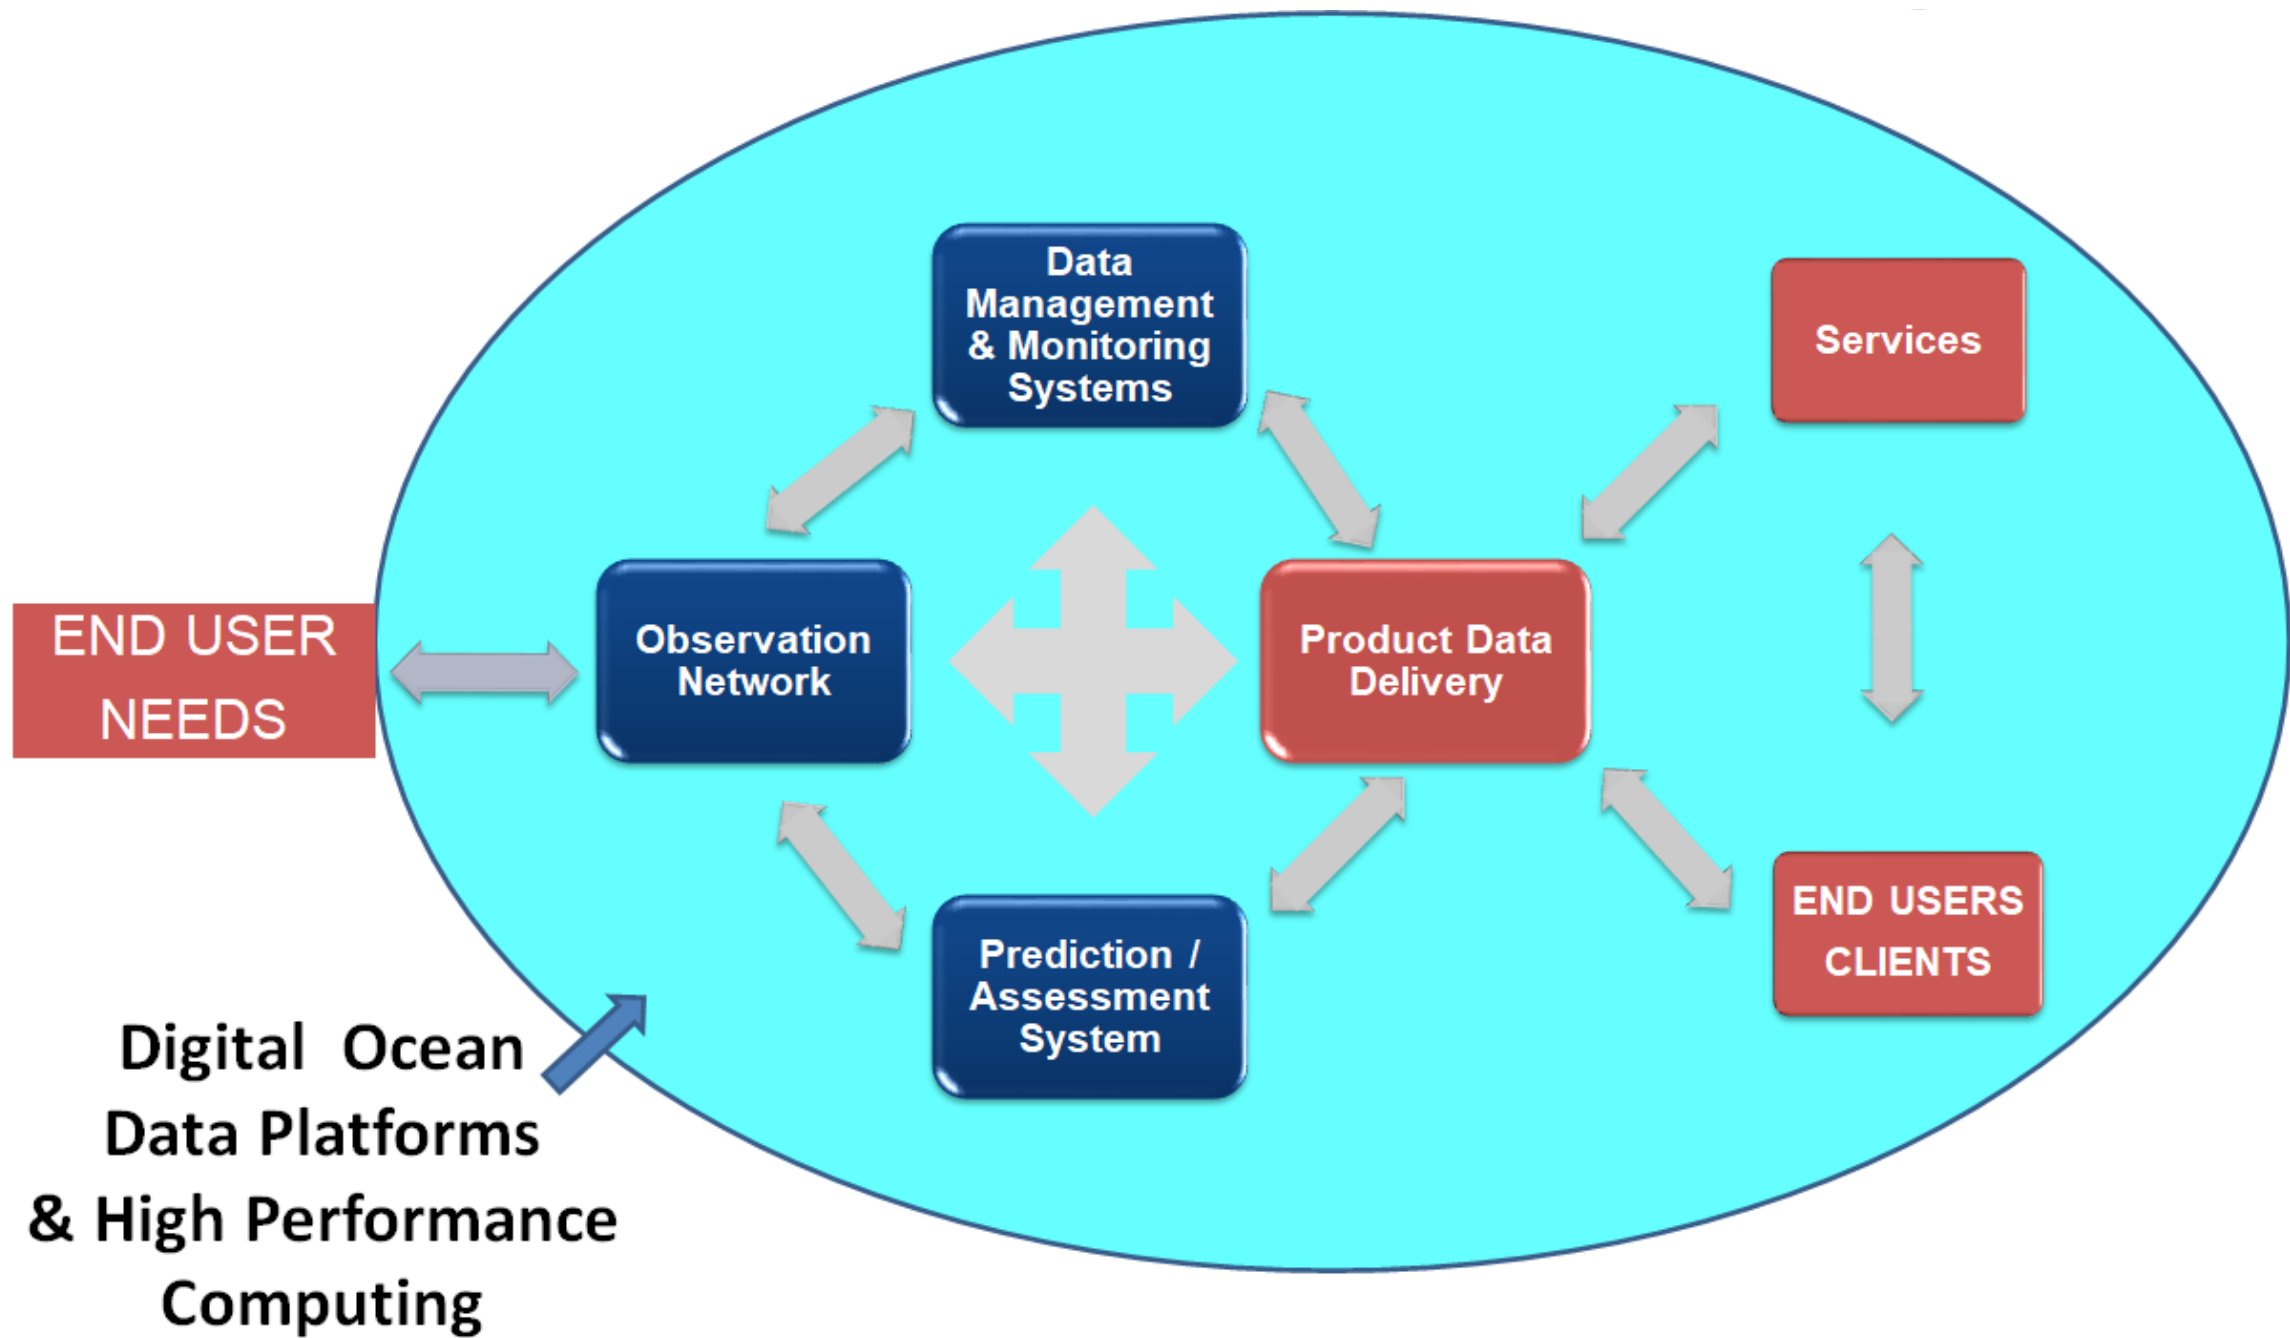 Data
Management
& Monitoring
Systems
Services
END USER
NEEDS
Observation
Network
Product Data
Delivery
Prediction /
Assessment
System
END USERS
CLIENTS
Digital Ocean
Data Platforms
& High Performance
Computing